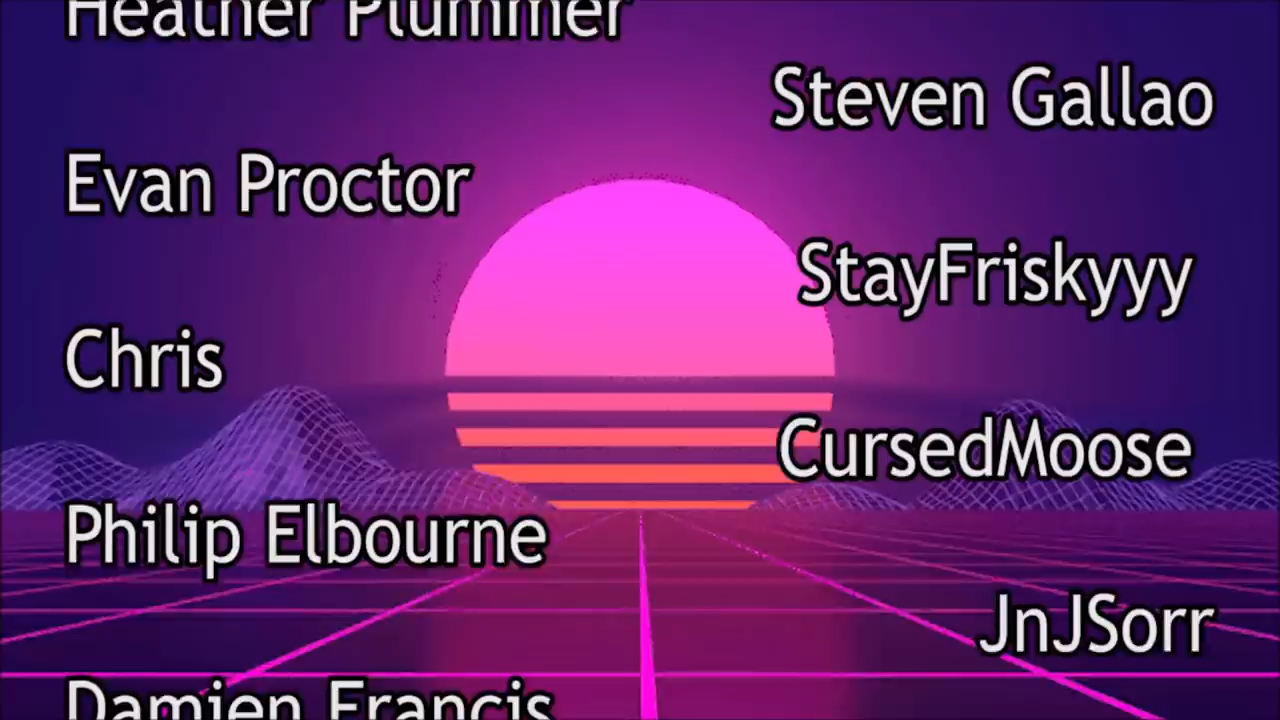 Heather Plummer
Steven Gallao
Evan Proctor
StayFriskyyy
Chris
CursedMoose
Philip Elbourne
JnJSorr
Damien Francis